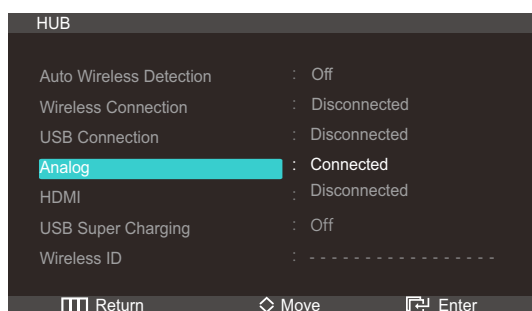 HUB
Auto Wireless Detection : Off
Wireless Connection : Disconnected
USB Connection : Disconnected
Analog : Connected
HDMI : Disconnected
USB Super Charging : Off
Wireless ID : - - - - - - - - - - - - - - - - -
Return Move Enter